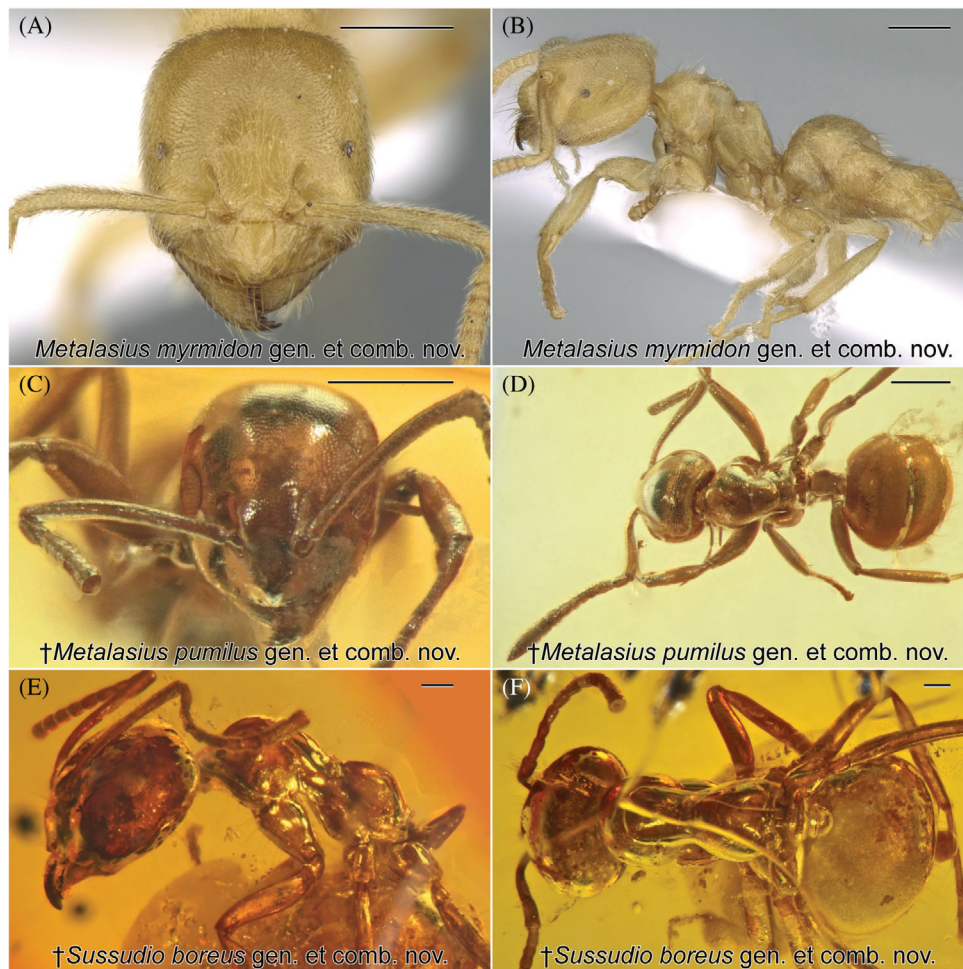 (A)
Metalasius myrmidon gen. et comb. nov.
(B)
Metalasius myrmidon gen. et comb. nov.
(C)
†Metalasius pumilus gen. et comb. nov.
(D)
†Metalasius pumilus gen. et comb. nov.
(E)
†Sussudio boreus gen. et comb. nov.
(F)
†Sussudio boreus gen. et comb. nov.